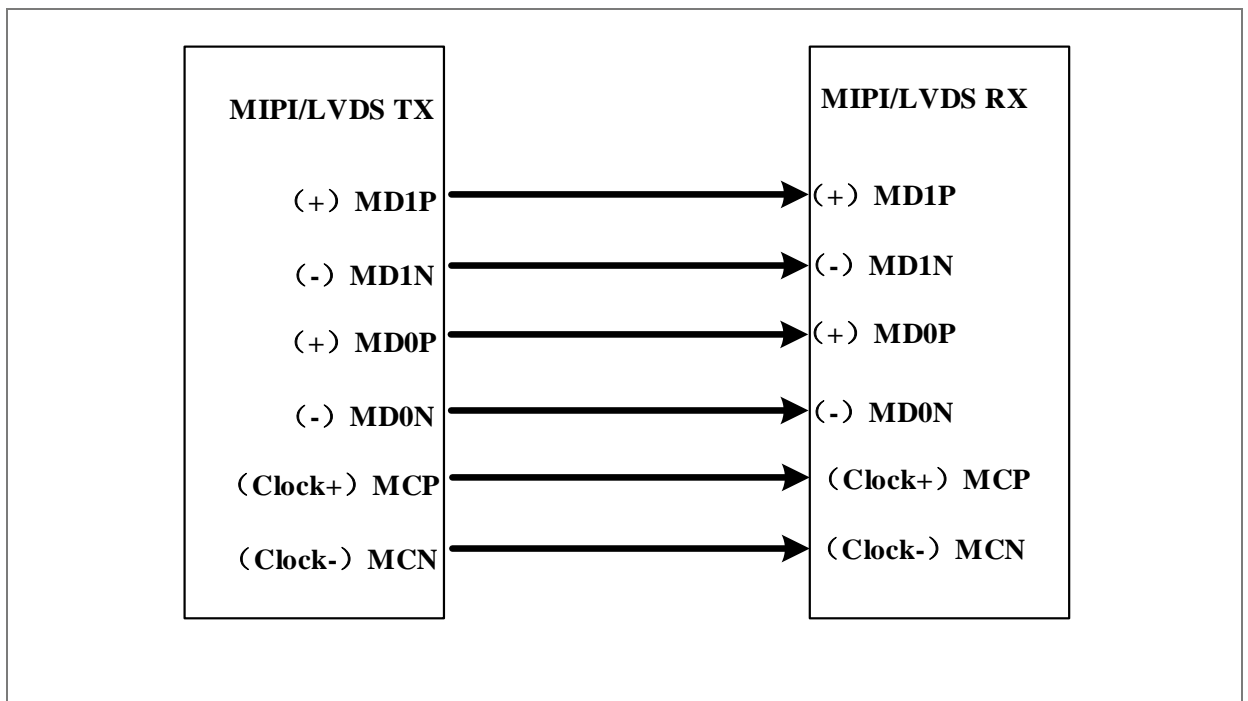 MIPI/LVDS TX
（+）MD1P
（-）MD1N
（+）MD0P
（-）MD0N
（Clock+）MCP
（Clock-）MCN
MIPI/LVDS RX
（+）MD1P
（-）MD1N
（+）MD0P
（-）MD0N
（Clock+）MCP
（Clock-）MCN